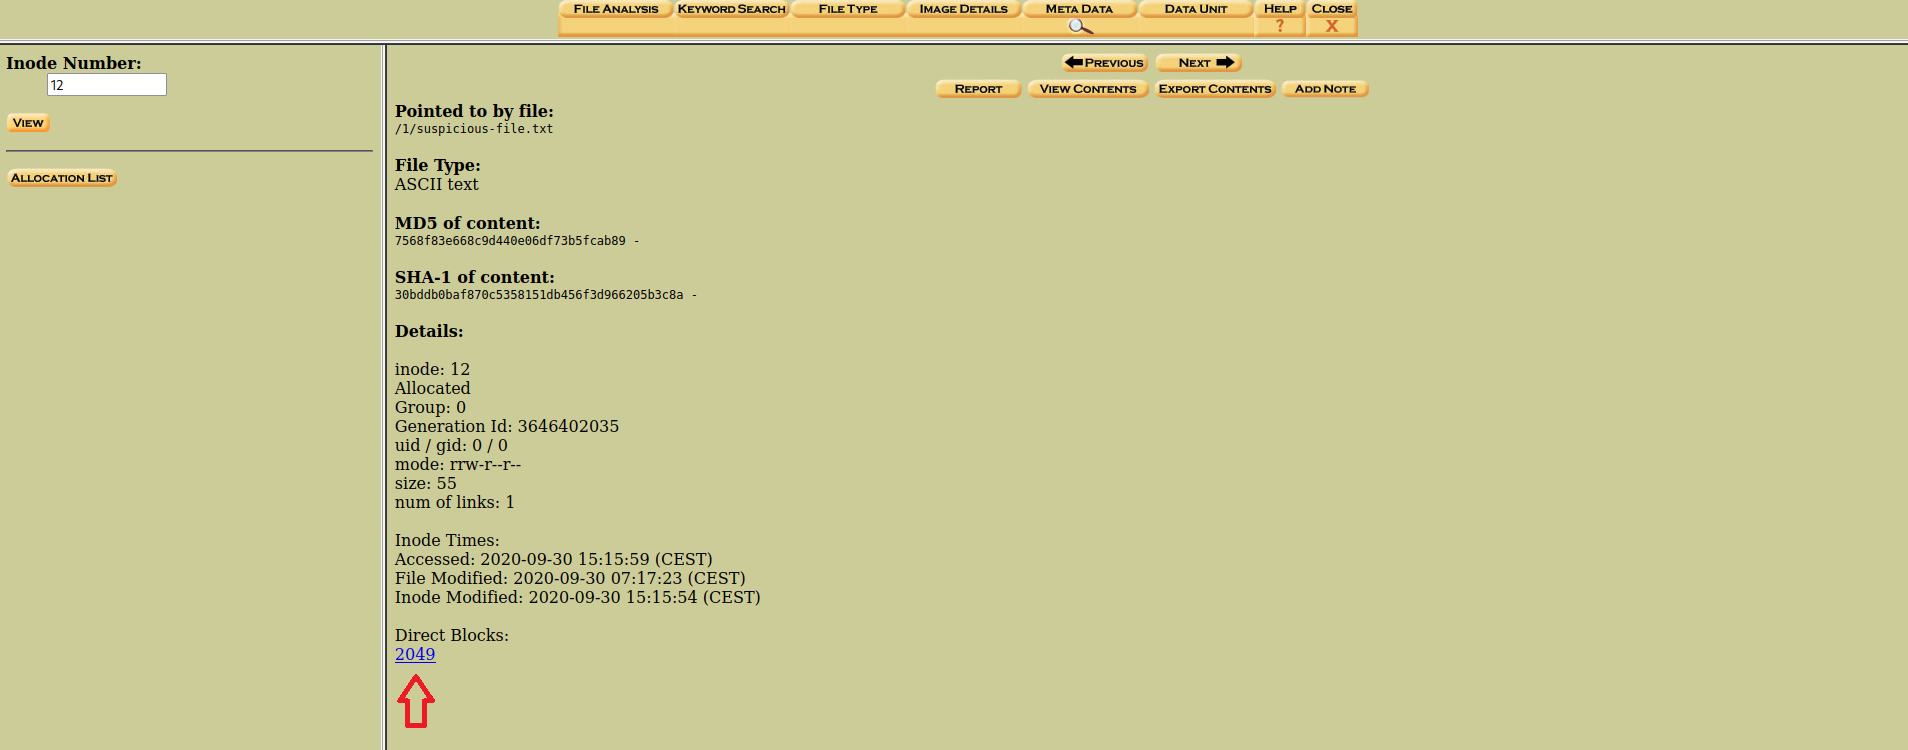 FILE ANALYSIS KEYWORD SEARCH FILE TYPE IMAGE DETAILS META DATA DATA UNIT HELP CLOSE
? X
Inode Number:
12
VIEW
ALLOCATION LIST
PREVIOUS NEXT
REPORT VIEW CONTENTS EXPORT CONTENTS ADD NOTE
Pointed to by file:
/1/suspicious-file.txt
File Type:
ASCII text
MD5 of content:
7568f83e668c9d440e06df73b5fcab89 -
SHA-1 of content:
30bddb0baf870c5358151db456f3d966205b3c8a -
Details:
inode: 12
Allocated
Group: 0
Generation Id: 3646402035
uid / gid: 0 / 0
mode: rrw-r--r--
size: 55
num of links: 1
Inode Times:
Accessed: 2020-09-30 15:15:59 (CEST)
File Modified: 2020-09-30 07:17:23 (CEST)
Inode Modified: 2020-09-30 15:15:54 (CEST)
Direct Blocks:
2049